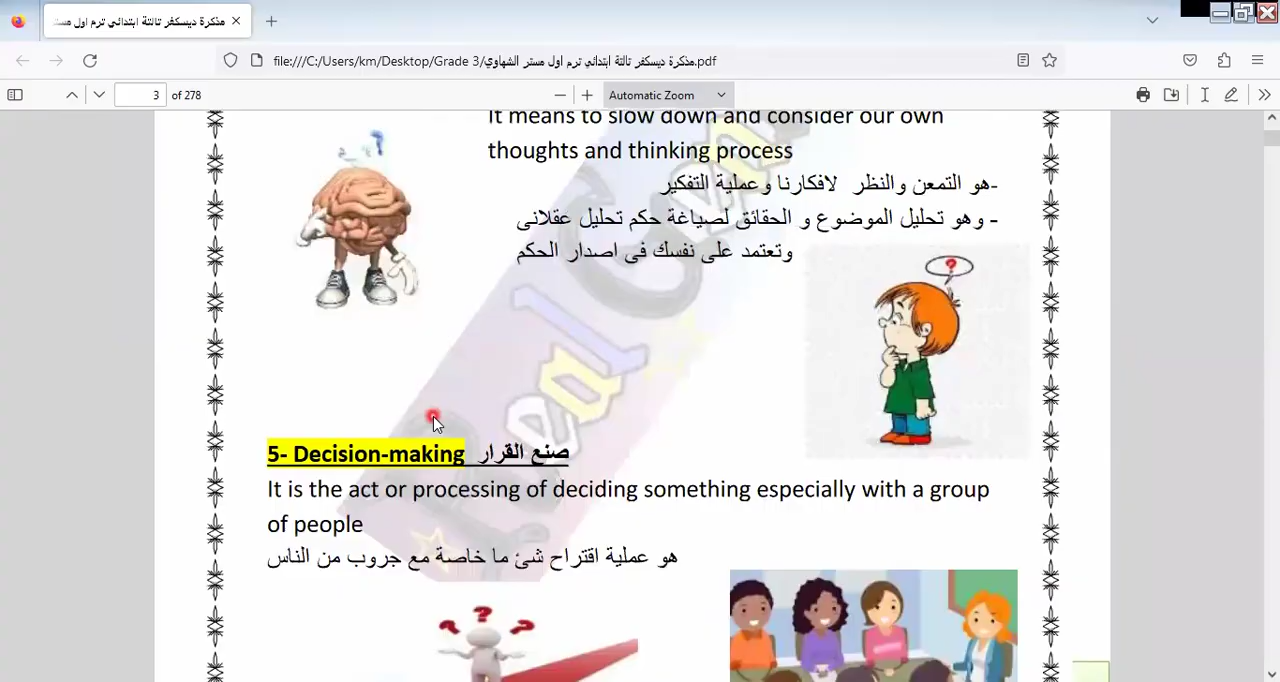 مذكرة ديسكفر تالتة ابتدائي ترم اول مستر
file:///C:/Users/km/Desktop/Grade 3/مذكرة ديسكفر تالتة ابتدائي ترم اول مستر الشهاوي.pdf
3 of 278
Automatic Zoom
It means to slow down and consider our own
thoughts and thinking process
-هو التمعن والنظر لافكارنا وعملية التفكير
- وهو تحليل الموضوع و الحقائق لصياغة حكم تحليل عقلانى
وتعتمد على نفسك فى اصدار الحكم
5- Decision-making صنع القرار
It is the act or processing of deciding something especially with a group
of people
هو عملية اقتراح شئ ما خاصة مع جروب من الناس